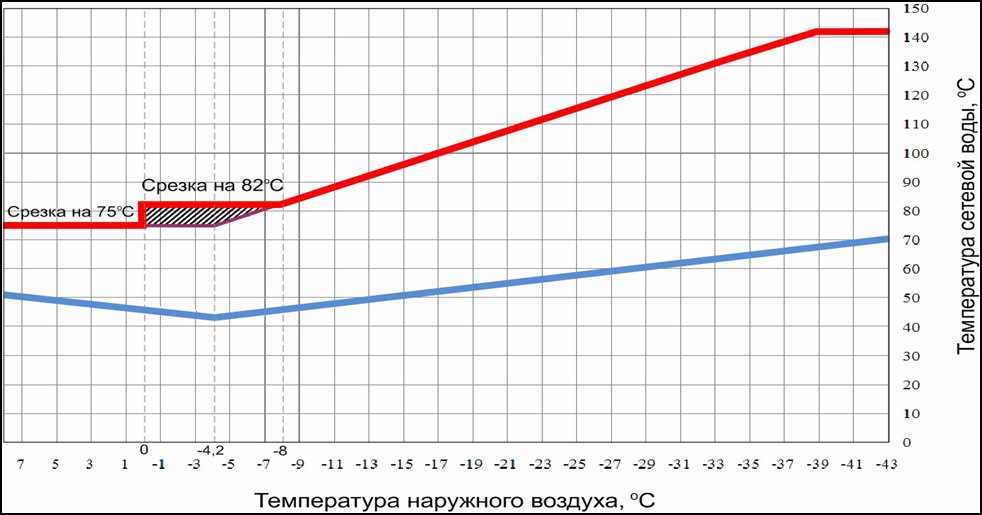 150
140
130
120
110
100
90
80
70
60
50
40
30
20
10
0
Температура сетевой воды, ºС
Срезка на 82°С
Срезка на 75°С
0 -4,2 -8
7 5 3 1 -1 -3 -5 -7 -9 -11 -13 -15 -17 -19 -21 -23 -25 -27 -29 -31 -33 -35 -37 -39 -41 -43
Температура наружного воздуха, ºС